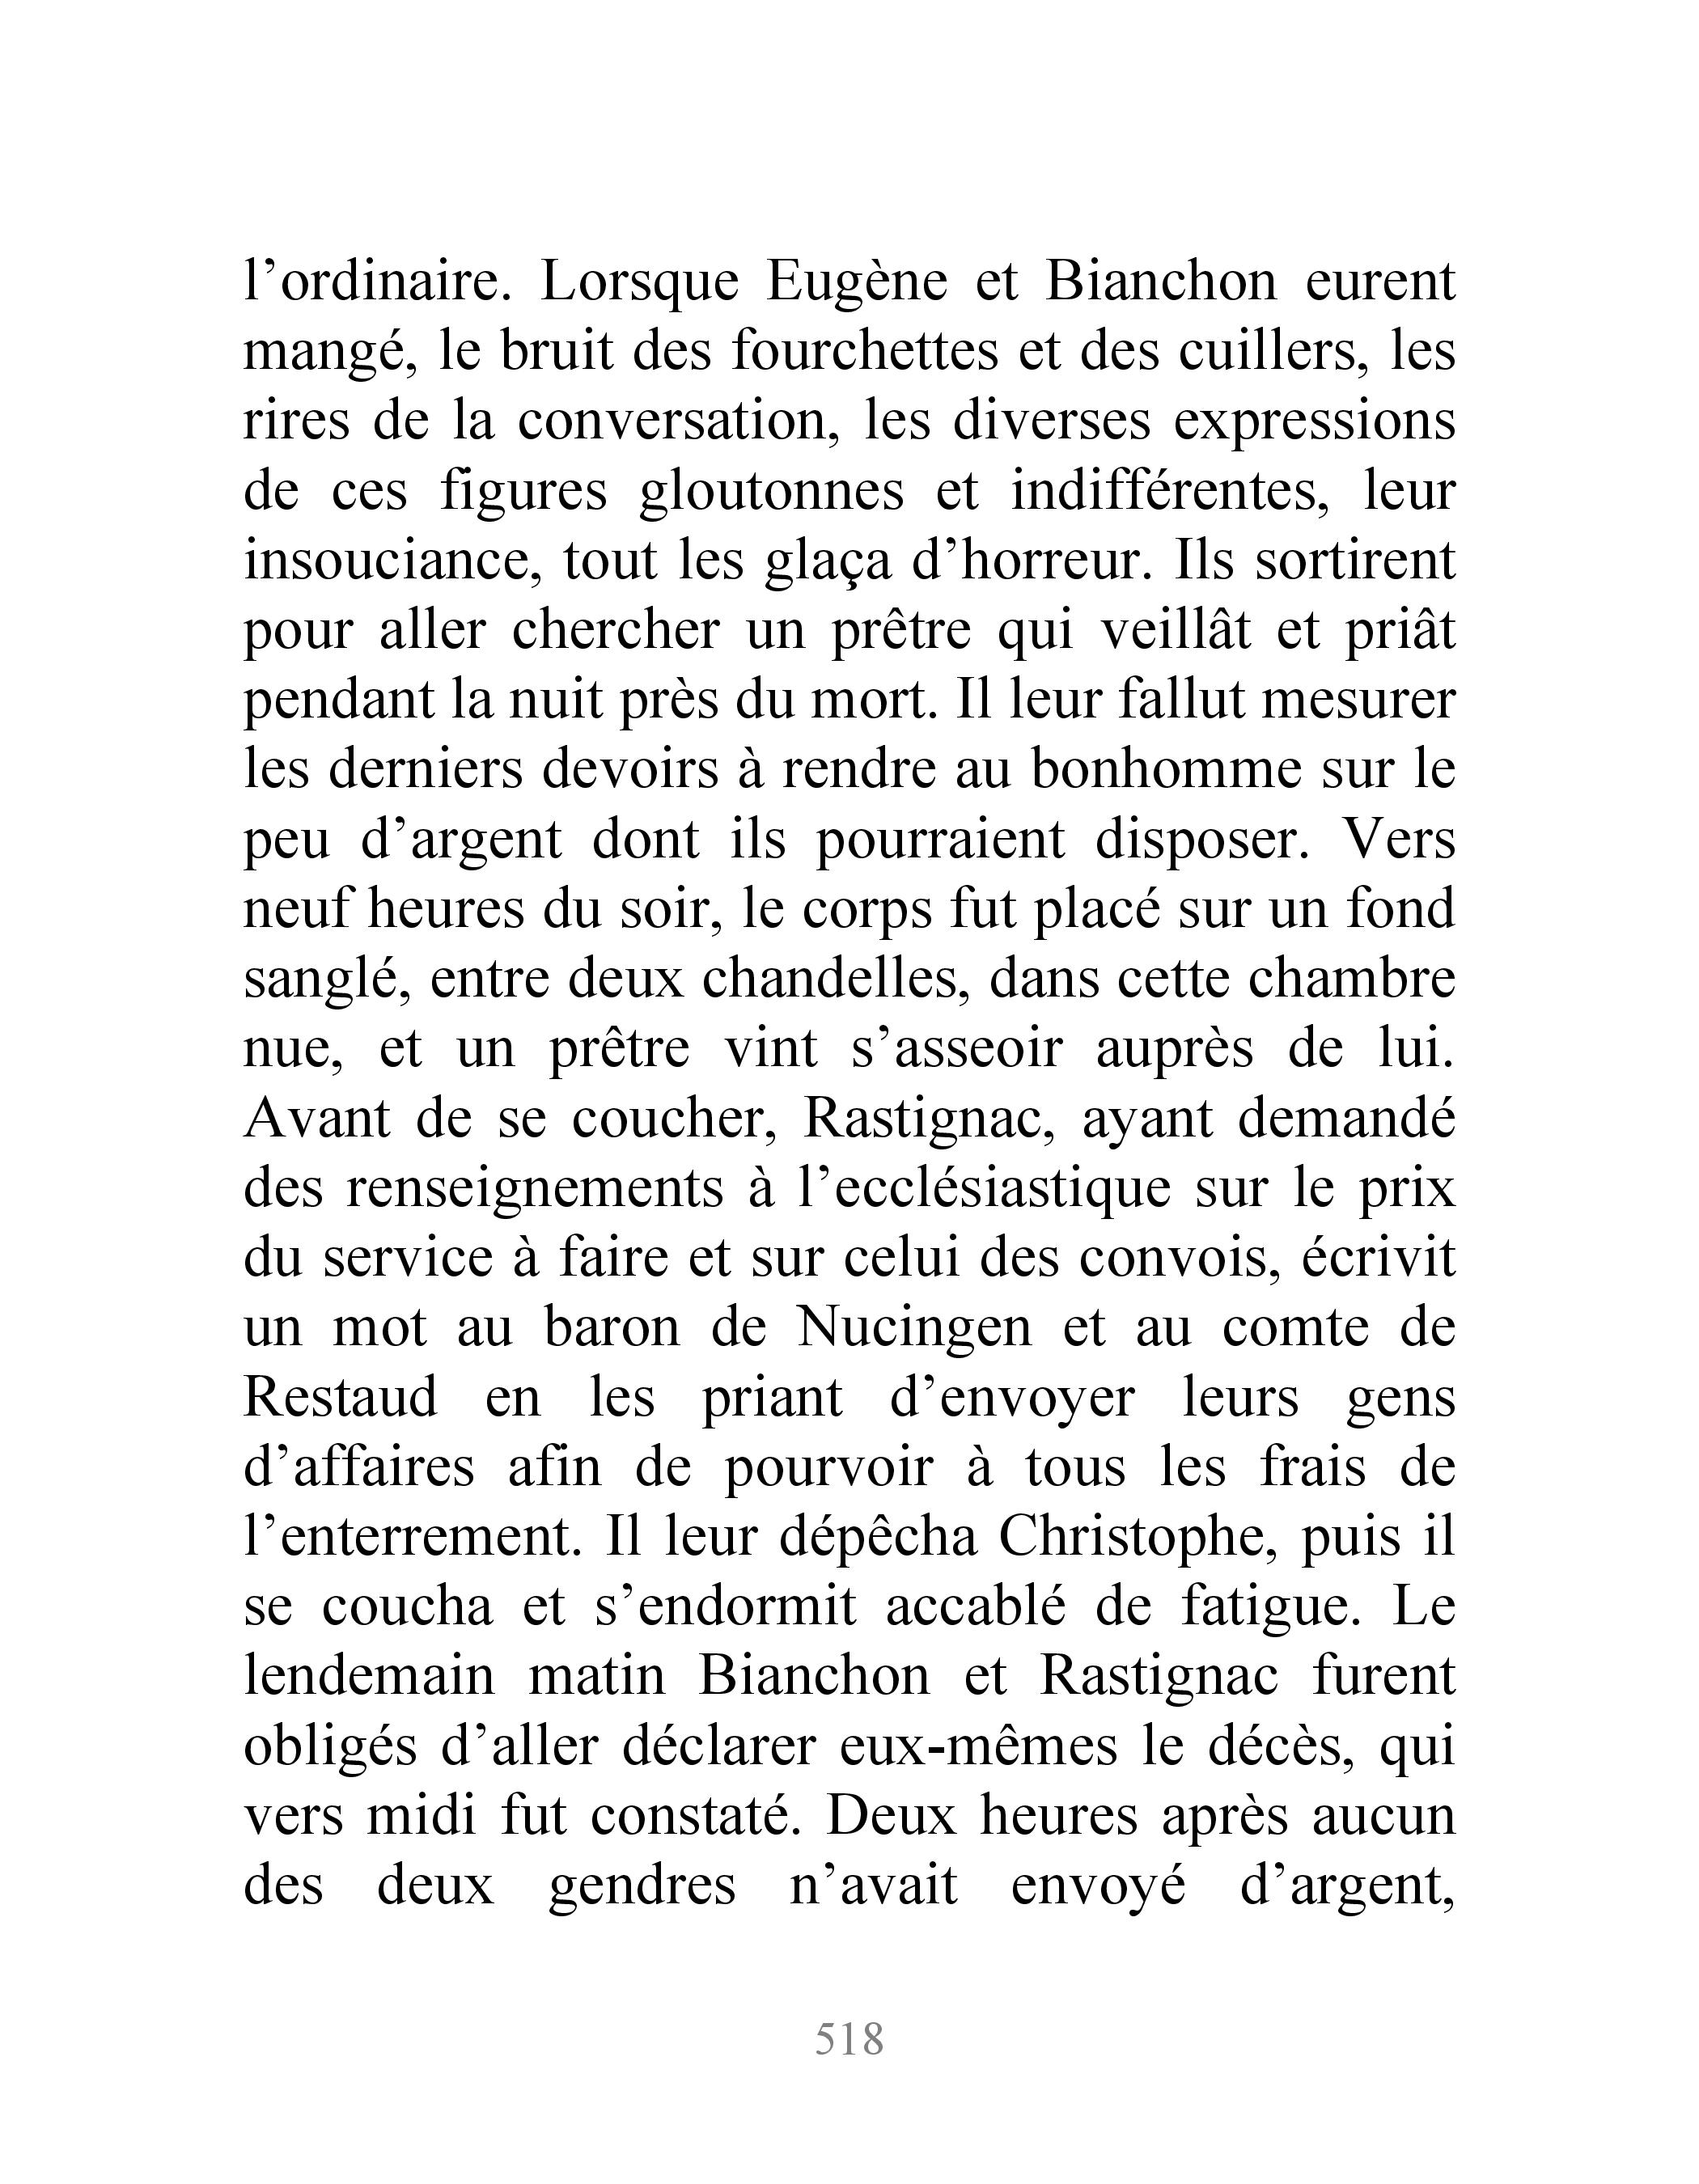 l’ordinaire. Lorsque Eugène et Bianchon eurent
mangé, le bruit des fourchettes et des cuillers, les
rires de la conversation, les diverses expressions
de ces figures gloutonnes et indifférentes, leur
insouciance, tout les glaça d’horreur. Ils sortirent
pour aller chercher un prêtre qui veillât et priât
pendant la nuit près du mort. Il leur fallut mesurer
les derniers devoirs à rendre au bonhomme sur le
peu d’argent dont ils pourraient disposer. Vers
neuf heures du soir, le corps fut placé sur un fond
sanglé, entre deux chandelles, dans cette chambre
nue, et un prêtre vint s’asseoir auprès de lui.
Avant de se coucher, Rastignac, ayant demandé
des renseignements à l’ecclésiastique sur le prix
du service à faire et sur celui des convois, écrivit
un mot au baron de Nucingen et au comte de
Restaud en les priant d’envoyer leurs gens
d’affaires afin de pourvoir à tous les frais de
l’enterrement. Il leur dépêcha Christophe, puis il
se coucha et s’endormit accablé de fatigue. Le
lendemain matin Bianchon et Rastignac furent
obligés d’aller déclarer eux-mêmes le décès, qui
vers midi fut constaté. Deux heures après aucun
des deux gendres n’avait envoyé d’argent,
518